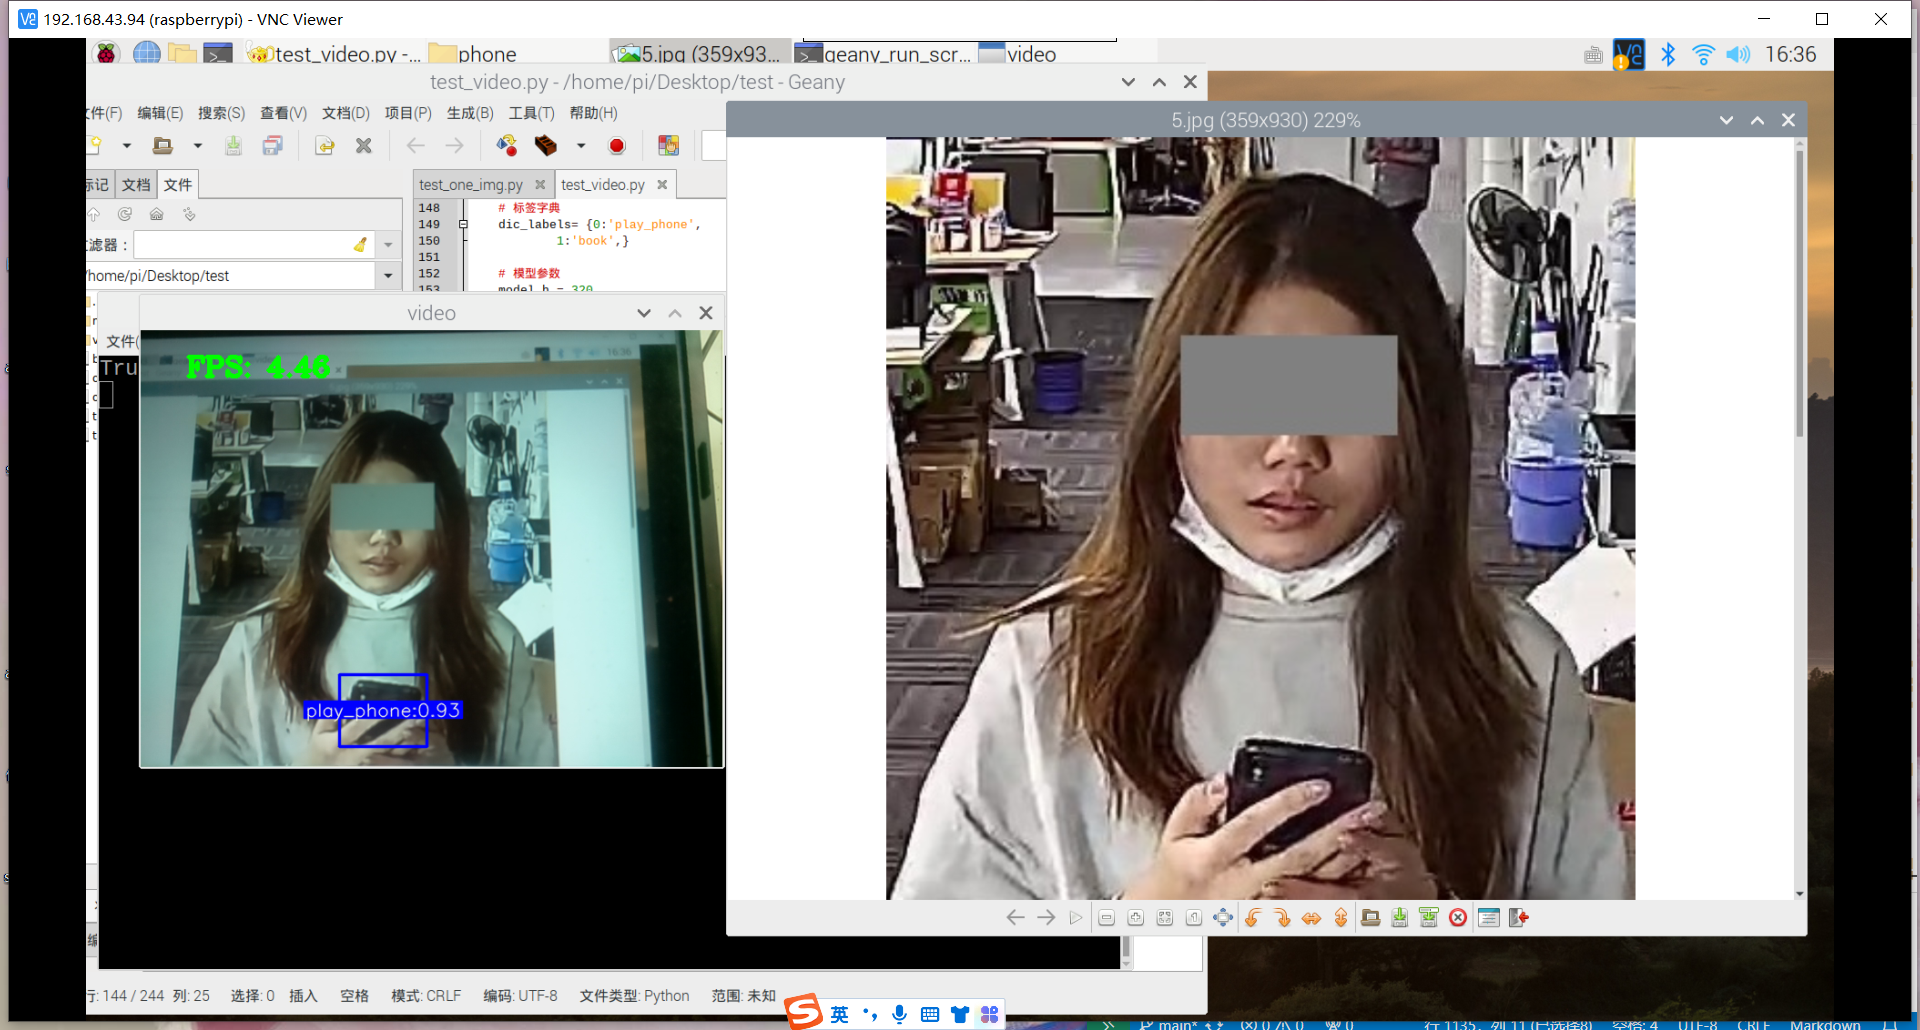 192.168.43.94 (raspberrypi) - VNC Viewer
test_video.py -...
phone
5.jpg (359x93...
geany_run_scr...
video
16:36
test_video.py - /home/pi/Desktop/test - Geany
文件(F) 编辑(E) 搜索(S) 查看(V) 文档(D) 项目(P) 生成(B) 工具(T) 帮助(H)
5.jpg (359x930) 229%
标记 文档 文件
test_one_img.py
test_video.py
148 # 标签字典
149 dic_labels= {0:'play_phone',
150 1:'book',}
151
152 # 模型参数
153 model_h = 320
滤器：
/home/pi/Desktop/test
video
文件(
Tru
FPS: 4.46
play_phone:0.93
行: 144 / 244 列: 25 选择: 0 插入 空格 模式: CRLF 编码: UTF-8 文件类型: Python 范围: 未知
英
main*
行 1135，列 11 (已选择8) 空格: 4 UTF-8 CRLF Markdown